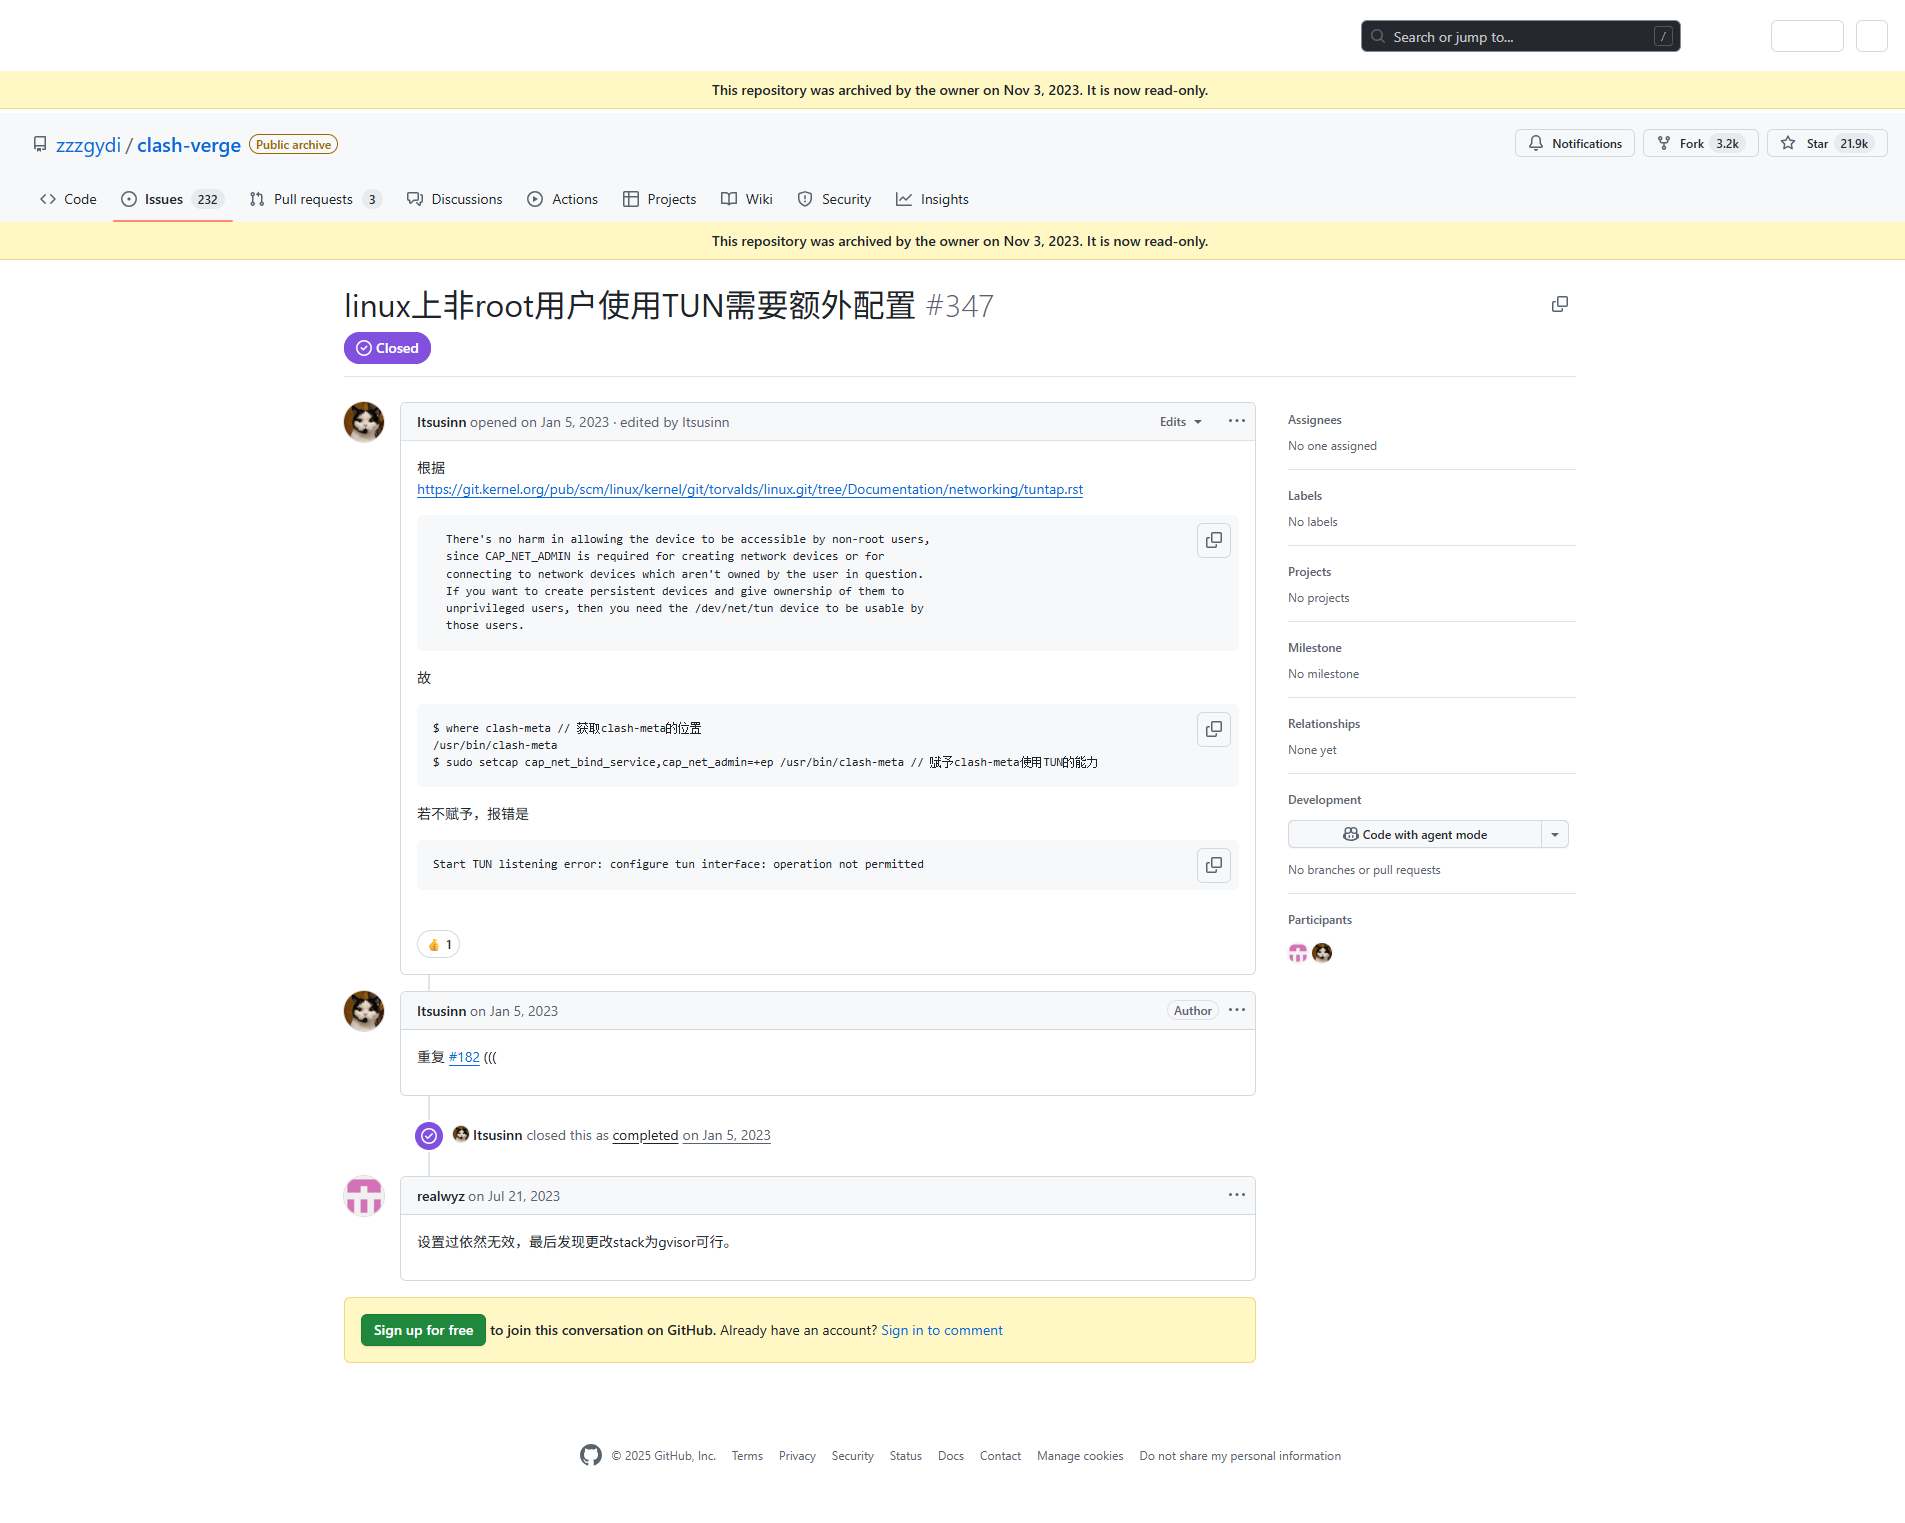 Search or jump to...
/
This repository was archived by the owner on Nov 3, 2023. It is now read-only.
zzzgydi / clash-verge Public archive
Notifications
Fork 3.2k
Star 21.9k
Code
Issues 232
Pull requests 3
Discussions
Actions
Projects
Wiki
Security
Insights
This repository was archived by the owner on Nov 3, 2023. It is now read-only.
linux上非root用户使用TUN需要额外配置 #347
Closed
Itsusinn opened on Jan 5, 2023 · edited by Itsusinn
Edits
根据
https://git.kernel.org/pub/scm/linux/kernel/git/torvalds/linux.git/tree/Documentation/networking/tuntap.rst
There's no harm in allowing the device to be accessible by non-root users,
since CAP_NET_ADMIN is required for creating network devices or for
connecting to network devices which aren't owned by the user in question.
If you want to create persistent devices and give ownership of them to
unprivileged users, then you need the /dev/net/tun device to be usable by
those users.
故
$ where clash-meta // 获取clash-meta的位置
/usr/bin/clash-meta
$ sudo setcap cap_net_bind_service,cap_net_admin=+ep /usr/bin/clash-meta // 赋予clash-meta使用TUN的能力
若不赋予，报错是
Start TUN listening error: configure tun interface: operation not permitted
👍 1
Itsusinn on Jan 5, 2023
Author
重复 #182 (((
Itsusinn closed this as completed on Jan 5, 2023
realwyz on Jul 21, 2023
设置过依然无效，最后发现更改stack为gvisor可行。
Sign up for free to join this conversation on GitHub. Already have an account? Sign in to comment
Assignees
No one assigned
Labels
No labels
Projects
No projects
Milestone
No milestone
Relationships
None yet
Development
Code with agent mode
No branches or pull requests
Participants
© 2025 GitHub, Inc.
Terms
Privacy
Security
Status
Docs
Contact
Manage cookies
Do not share my personal information